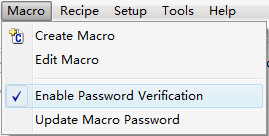 Macro Recipe Setup Tools Help
Create Macro
Edit Macro
Enable Password Verification
Update Macro Password